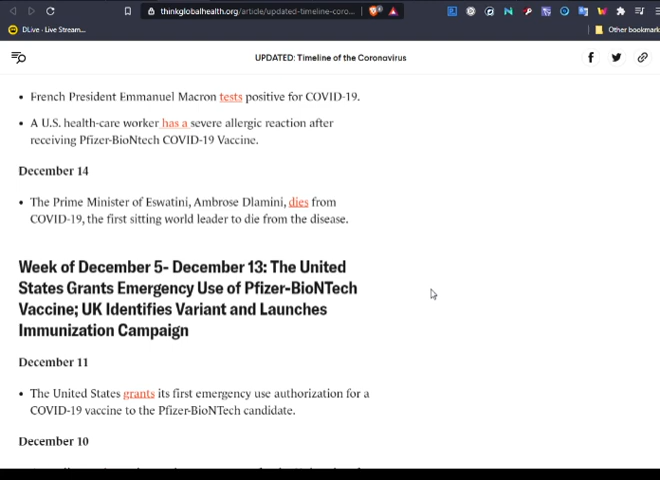 thinkglobalhealth.org/article/updated-timeline-coro...
DLive - Live Stream...
Other bookmark
UPDATED: Timeline of the Coronavirus
• French President Emmanuel Macron tests positive for COVID-19.
• A U.S. health-care worker has a severe allergic reaction after
receiving Pfizer-BioNtech COVID-19 Vaccine.
December 14
• The Prime Minister of Eswatini, Ambrose Dlamini, dies from
COVID-19, the first sitting world leader to die from the disease.
Week of December 5- December 13: The United
States Grants Emergency Use of Pfizer-BioNTech
Vaccine; UK Identifies Variant and Launches
Immunization Campaign
December 11
• The United States grants its first emergency use authorization for a
COVID-19 vaccine to the Pfizer-BioNTech candidate.
December 10